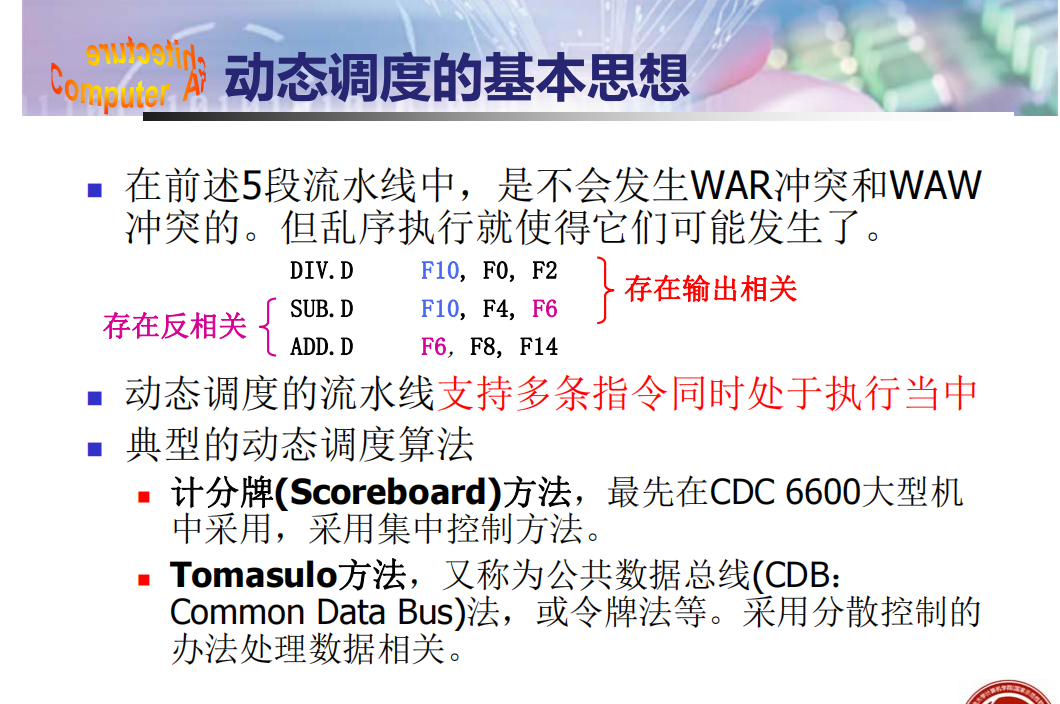 Computer Architecture
动态调度的基本思想
在前述5段流水线中，是不会发生WAR冲突和WAW
冲突的。但乱序执行就使得它们可能发生了。
DIV.D F10, F0, F2
存在输出相关
SUB.D F10, F4, F6
存在反相关
ADD.D F6, F8, F14
动态调度的流水线支持多条指令同时处于执行当中
典型的动态调度算法
计分牌(Scoreboard)方法，最先在CDC 6600大型机
中采用，采用集中控制方法。
Tomasulo方法，又称为公共数据总线(CDB：
Common Data Bus)法，或令牌法等。采用分散控制的
办法处理数据相关。